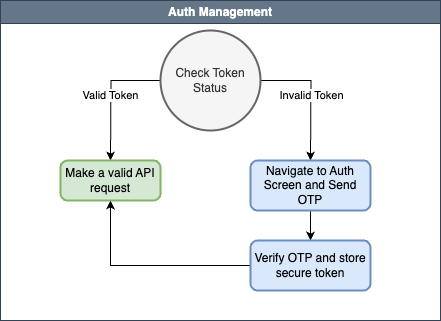 Auth Management
Check Token
Status
Valid Token
Invalid Token
Make a valid API
request
Navigate to Auth
Screen and Send
OTP
Verify OTP and store
secure token